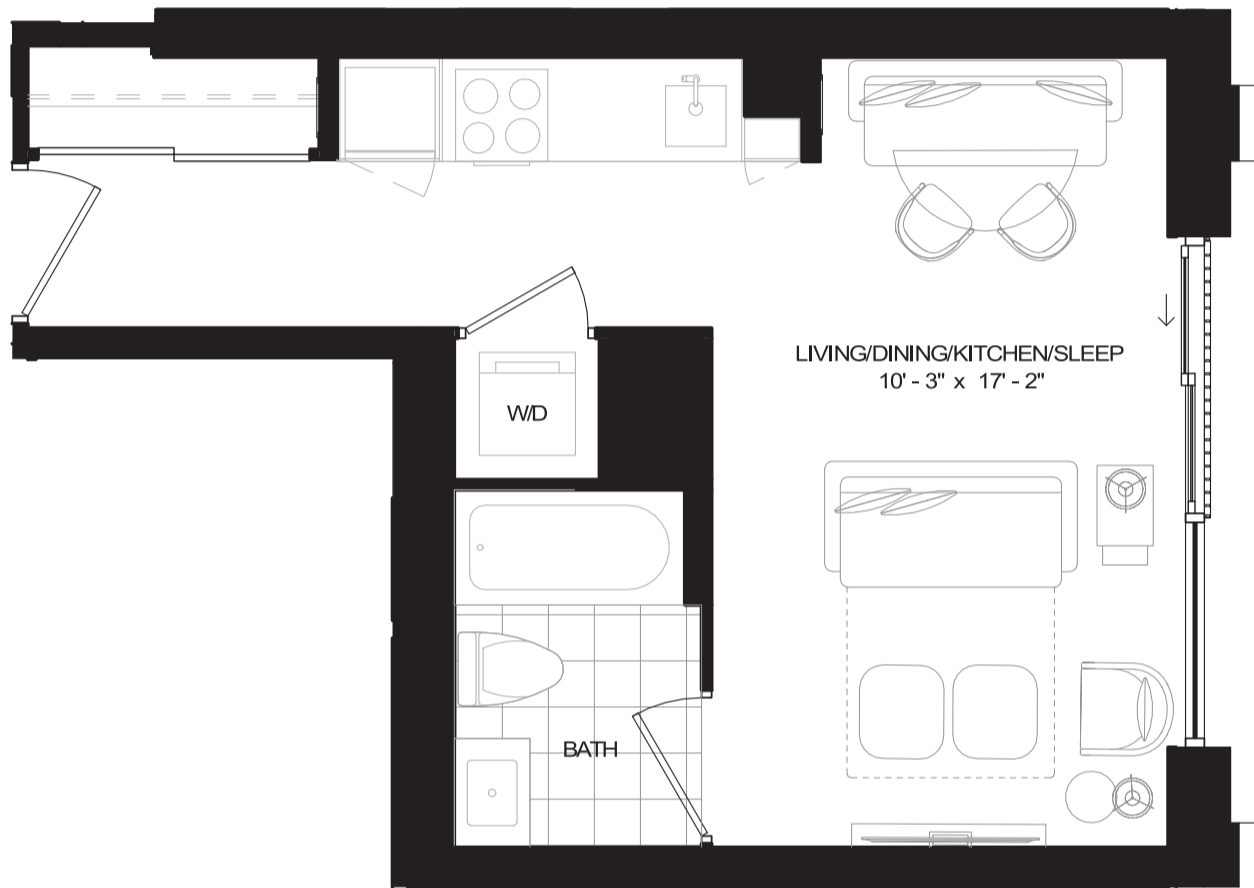 LIVING/DINING/KITCHEN/SLEEP
10' - 3" x 17' - 2"
W/D
BATH